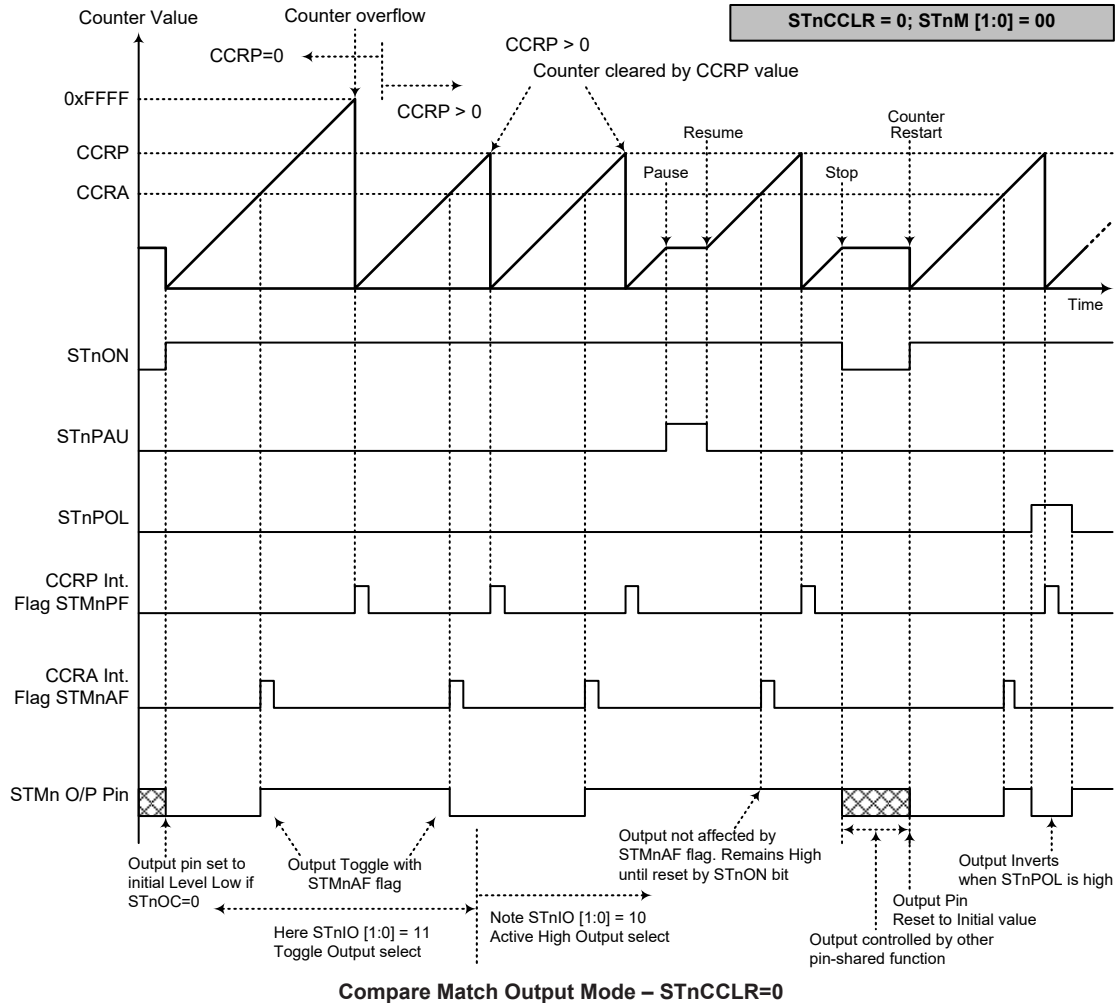 Counter Value
Counter overflow
STnCCLR = 0; STnM [1:0] = 00
CCRP=0
CCRP > 0
CCRP > 0
Counter cleared by CCRP value
0xFFFF
CCRP
CCRA
Pause
Resume
Stop
Counter
Restart
Time
STnON
STnPAU
STnPOL
CCRP Int.
Flag STMnPF
CCRA Int.
Flag STMnAF
STMn O/P Pin
Output pin set to
initial Level Low if
STnOC=0
Output Toggle with
STMnAF flag
Here STnIO [1:0] = 11
Toggle Output select
Note STnIO [1:0] = 10
Active High Output select
Output not affected by
STMnAF flag. Remains High
until reset by STnON bit
Output controlled by other
pin-shared function
Output Pin
Reset to Initial value
Output Inverts
when STnPOL is high
Compare Match Output Mode – STnCCLR=0